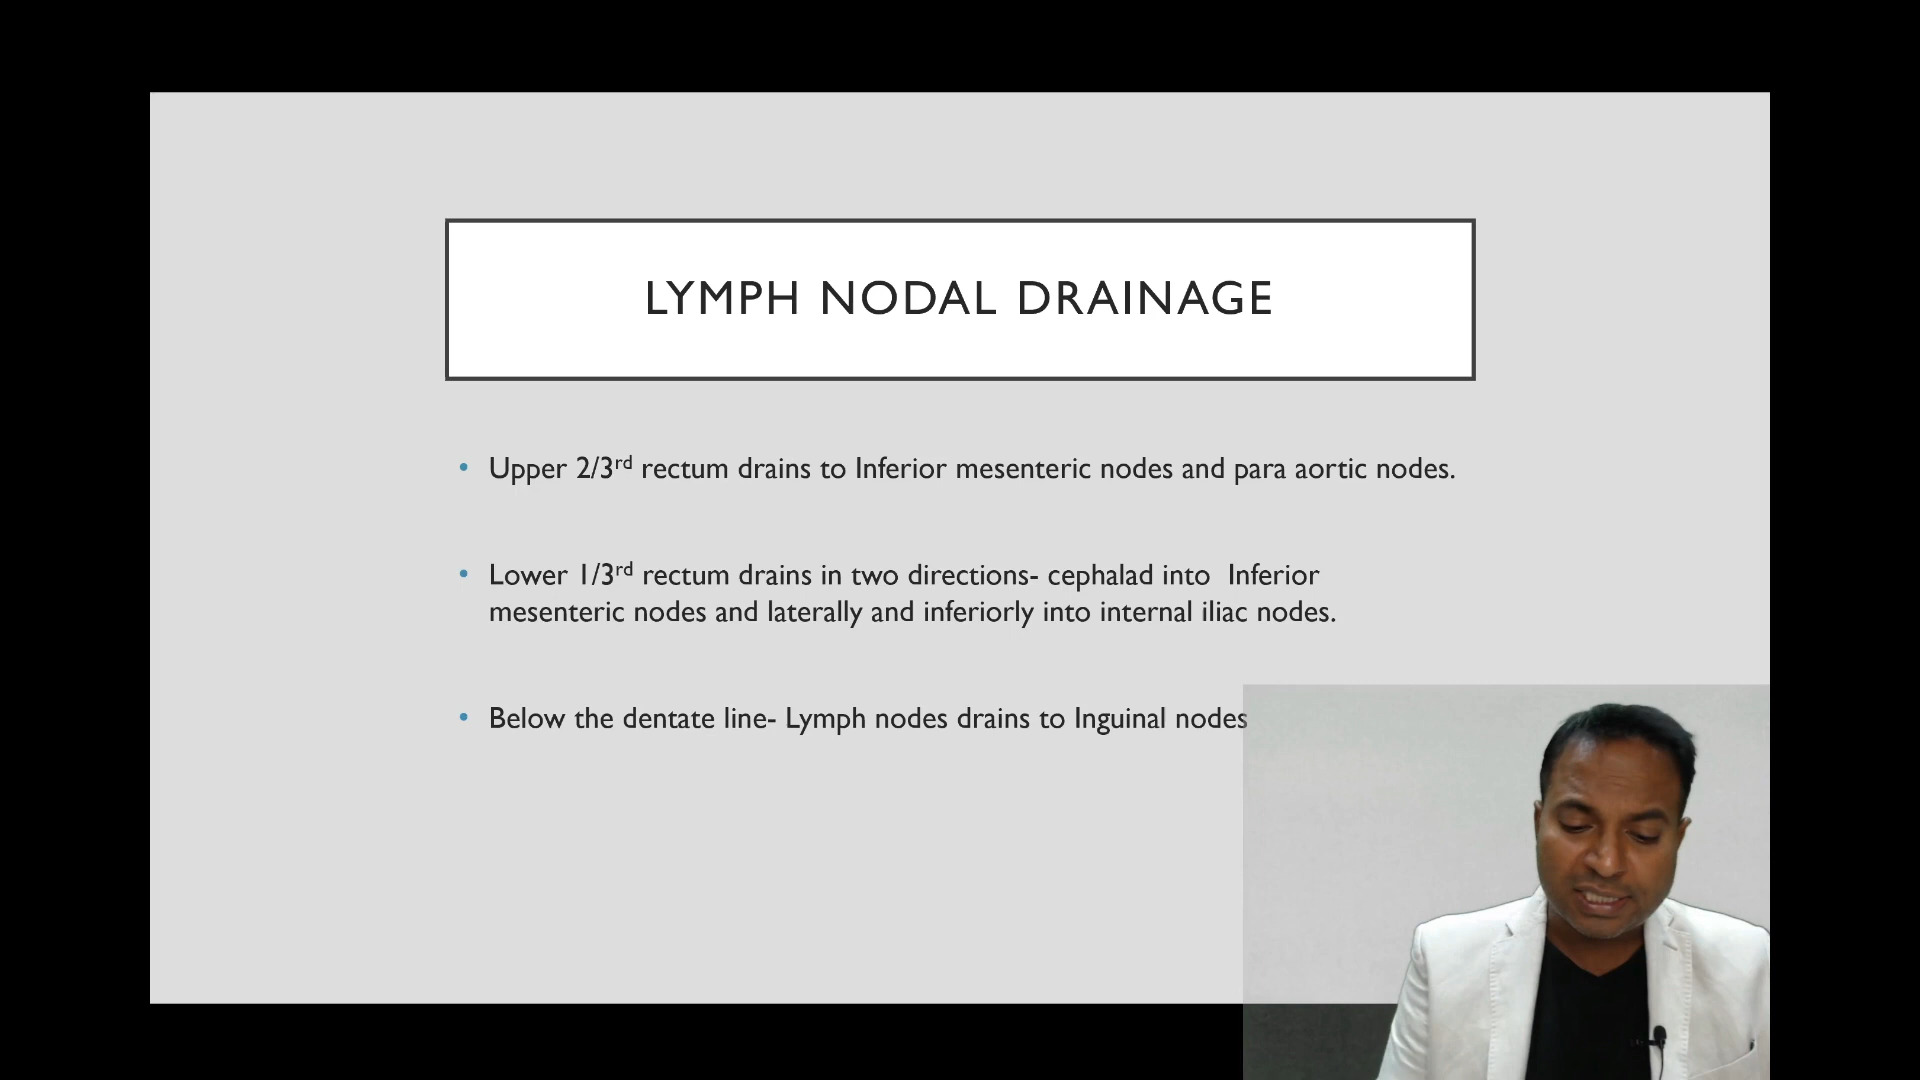 LYMPH NODAL DRAINAGE
• Upper 2/3rd rectum drains to Inferior mesenteric nodes and para aortic nodes.
• Lower 1/3rd rectum drains in two directions- cephalad into  Inferior
mesenteric nodes and laterally and inferiorly into internal iliac nodes.
• Below the dentate line- Lymph nodes drains to Inguinal nodes